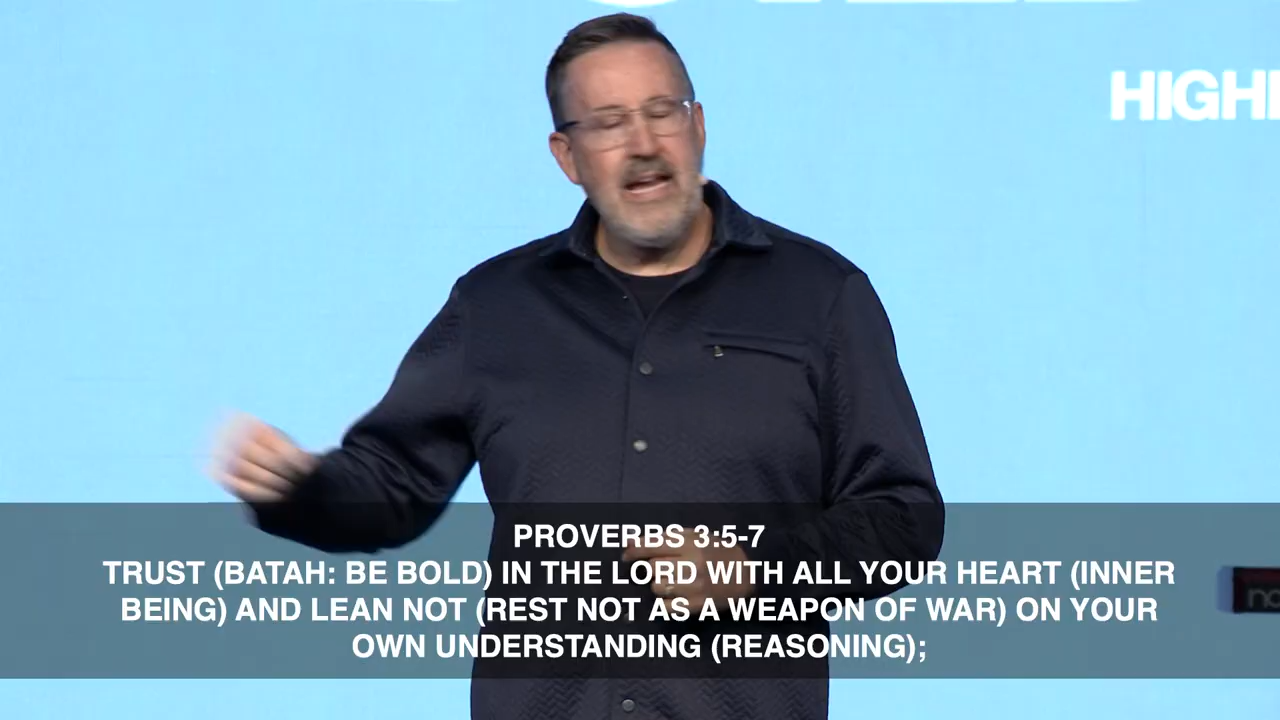 HIGH
PROVERBS 3:5-7
TRUST (BATAH: BE BOLD) IN THE LORD WITH ALL YOUR HEART (INNER
BEING) AND LEAN NOT (REST NOT AS A WEAPON OF WAR) ON YOUR
OWN UNDERSTANDING (REASONING);